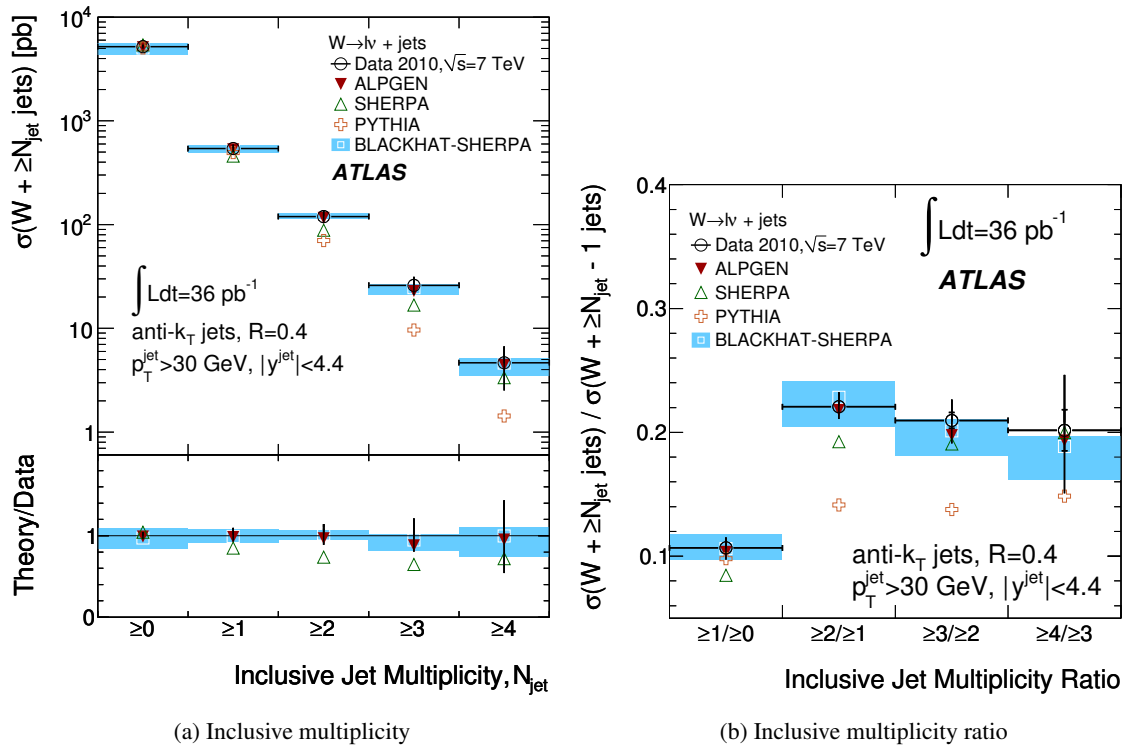 σ(W + ≥N_jet jets) [pb]
10^4
10^3
10^2
10
1
W→lν + jets
Data 2010,√s=7 TeV
ALPGEN
SHERPA
PYTHIA
BLACKHAT-SHERPA
ATLAS
∫Ldt=36 pb^-1
anti-k_T jets, R=0.4
p_T^jet>30 GeV, |y^jet|<4.4
Theory/Data
1
0
≥0 ≥1 ≥2 ≥3 ≥4
Inclusive Jet Multiplicity, N_jet
(a) Inclusive multiplicity
σ(W + ≥N_jet jets) / σ(W + ≥N_jet - 1 jets)
0.4
0.3
0.2
0.1
W→lν + jets
Data 2010,√s=7 TeV
ALPGEN
SHERPA
PYTHIA
BLACKHAT-SHERPA
∫Ldt=36 pb^-1
ATLAS
anti-k_T jets, R=0.4
p_T^jet>30 GeV, |y^jet|<4.4
≥1/≥0 ≥2/≥1 ≥3/≥2 ≥4/≥3
Inclusive Jet Multiplicity Ratio
(b) Inclusive multiplicity ratio